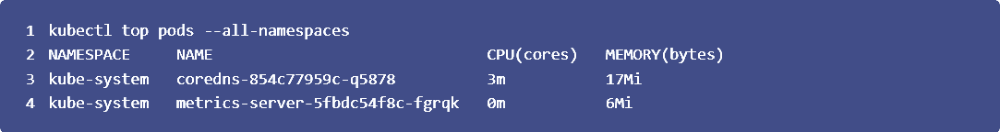 1 kubectl top pods --all-namespaces
2 NAMESPACE NAME CPU(cores) MEMORY(bytes)
3 kube-system coredns-854c77959c-q5878 3m 17Mi
4 kube-system metrics-server-5fbdc54f8c-fgrqk 0m 6Mi